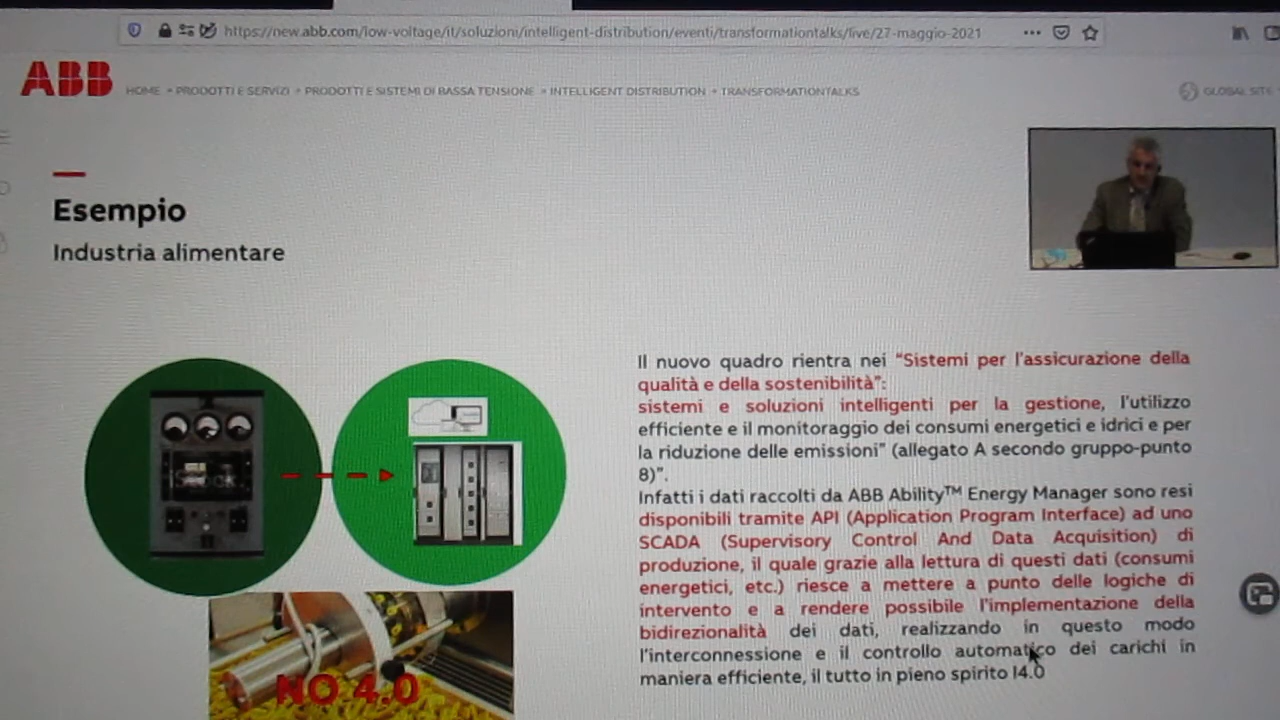 https://new.abb.com/low-voltage/it/soluzioni/intelligent-distribution/eventi/transformationtalks/live/27-maggio-2021
ABB
HOME » PRODOTTI E SERVIZI » PRODOTTI E SISTEMI DI BASSA TENSIONE » INTELLIGENT DISTRIBUTION » TRANSFORMATIONTALKS
GLOBAL SITE
Esempio
Industria alimentare
Il nuovo quadro rientra nei “Sistemi per l’assicurazione della
qualità e della sostenibilità”:
sistemi e soluzioni intelligenti per la gestione, l’utilizzo
efficiente e il monitoraggio dei consumi energetici e idrici e per
la riduzione delle emissioni” (allegato A secondo gruppo-punto
8)”.
Infatti i dati raccolti da ABB Ability™ Energy Manager sono resi
disponibili tramite API (Application Program Interface) ad uno
SCADA (Supervisory Control And Data Acquisition) di
produzione, il quale grazie alla lettura di questi dati (consumi
energetici, etc.) riesce a mettere a punto delle logiche di
intervento e a rendere possibile l’implementazione della
bidirezionalità dei dati, realizzando in questo modo
l’interconnessione e il controllo automatico dei carichi in
maniera efficiente, il tutto in pieno spirito I4.0
NO 4.0